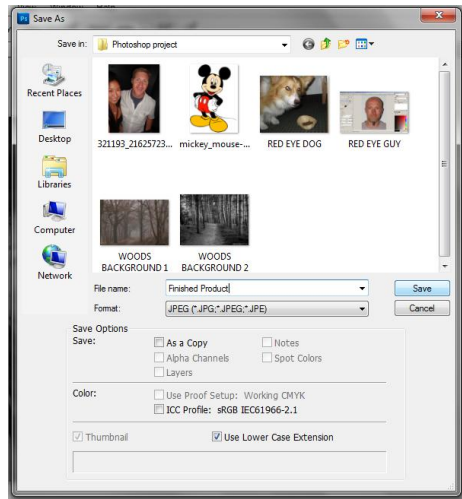 Ps Save As
Save in: Photoshop project
Recent Places
Desktop
Libraries
Computer
Network
321193_21625723... mickey_mouse-... RED EYE DOG RED EYE GUY
WOODS BACKGROUND 1
WOODS BACKGROUND 2
File name: Finished Product Save
Format: JPEG (*.JPG;*.JPEG;*.JPE) Cancel
Save Options
Save: As a Copy Notes
Alpha Channels Spot Colors
Layers
Color: Use Proof Setup: Working CMYK
ICC Profile: sRGB IEC61966-2.1
Thumbnail Use Lower Case Extension